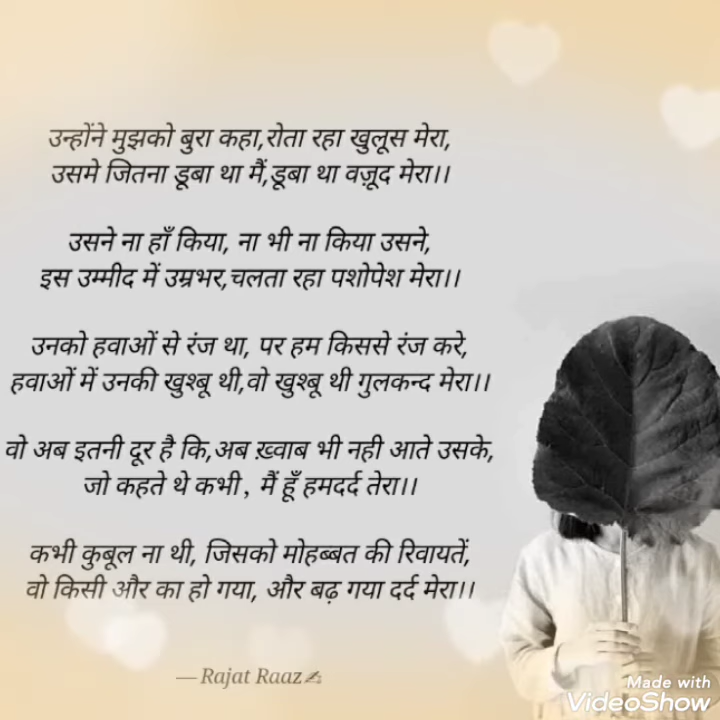 उन्होंने मुझको बुरा कहा,रोता रहा खुलूस मेरा,
उसमे जितना डूबा था मैं,डूबा था वज़ूद मेरा।।
उसने ना हाँ किया, ना भी ना किया उसने,
इस उम्मीद में उम्रभर,चलता रहा पशोपेश मेरा।।
उनको हवाओं से रंज था, पर हम किससे रंज करे,
हवाओं में उनकी खुश्बू थी,वो खुश्बू थी गुलकन्द मेरा।।
वो अब इतनी दूर है कि,अब ख़्वाब भी नही आते उसके,
जो कहते थे कभी, मैं हूँ हमदर्द तेरा।।
कभी कुबूल ना थी, जिसको मोहब्बत की रिवायतें,
वो किसी और का हो गया, और बढ़ गया दर्द मेरा।।
— Rajat Raaz✍
Made with
VideoShow